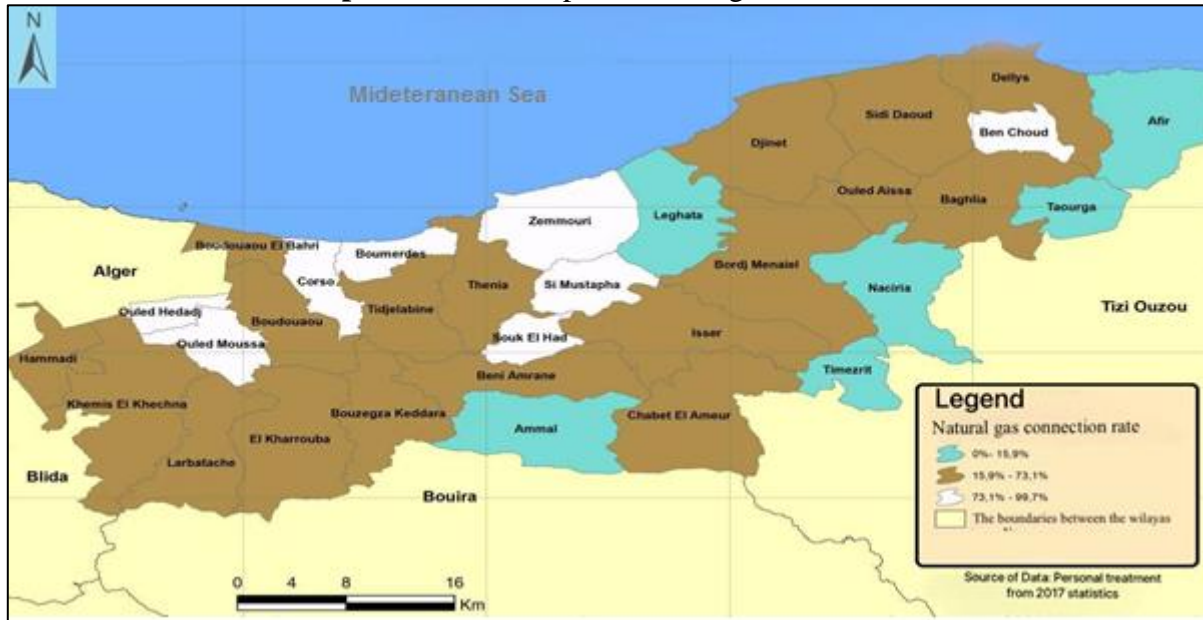 N
Mideteranean Sea
Dellys
Sidi Daoud
Afir
Ben Choud
Djinet
Ouled Aissa
Baghlia
Taourga
Zemmouri
Leghata
Boudouaou El Bahri
Boumerdes
Bordj Menaiel
Alger
Corso
Thenia
Si Mustapha
Naciria
Ouled Hedadj
Boudouaou
Tidjelabine
Tizi Ouzou
Ouled Moussa
Souk El Had
Isser
Hammadi
Beni Amrane
Timezrit
Khemis El Khechna
Bouzegza Keddara
Chabet El Ameur
Ammal
El Kharrouba
Larbatache
Blida
Bouira
Legend
Natural gas connection rate
0%- 15,9%
15,9% - 73,1%
73,1% - 99,7%
The boundaries between the wilayas
0 4 8 16
Km
Source of Data: Personal treatment
from 2017 statistics